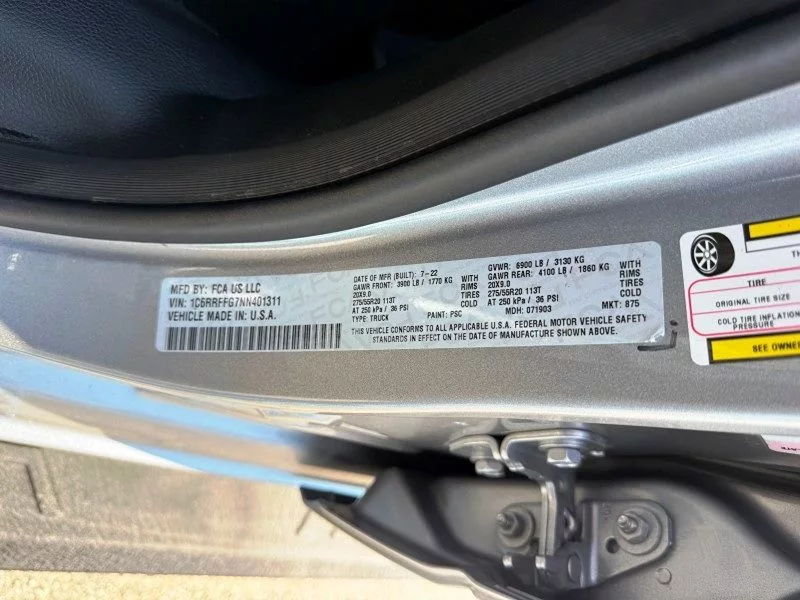 MFD BY: FCA US LLC
VIN: 1C6RRFFG7NN401311
VEHICLE MADE IN: U.S.A.
DATE OF MFR (BUILT): 7-22
GAWR FRONT: 3900 LB / 1770 KG WITH
20X9.0 RIMS
275/55R20 113T TIRES
AT 250 kPa / 36 PSI COLD
TYPE: TRUCK PAINT: PSC
GVWR: 6900 LB / 3130 KG
GAWR REAR: 4100 LB / 1860 KG WITH
20X9.0 RIMS
275/55R20 113T TIRES
AT 250 kPa / 36 PSI COLD
MDH: 071903 MKT: 875
THIS VEHICLE CONFORMS TO ALL APPLICABLE U.S.A. FEDERAL MOTOR VEHICLE SAFETY
STANDARDS IN EFFECT ON THE DATE OF MANUFACTURE SHOWN ABOVE.
The
TIRE
ORIGINAL TIRE SIZE
COLD TIRE INFLATION
PRESSURE
SEE OWNE